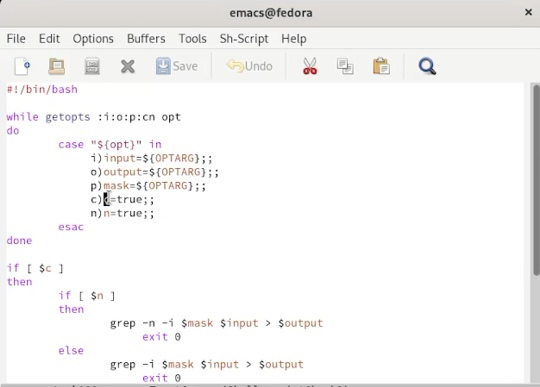 emacs@fedora
File Edit Options Buffers Tools Sh-Script Help
Save Undo
#!/bin/bash
while getopts :i:o:p:cn opt
do
case "${opt}" in
i)input=${OPTARG};;
o)output=${OPTARG};;
p)mask=${OPTARG};;
c)c=true;;
n)n=true;;
esac
done
if [ $c ]
then
if [ $n ]
then
grep -n -i $mask $input > $output
exit 0
else
grep -i $mask $input > $output
exit 0